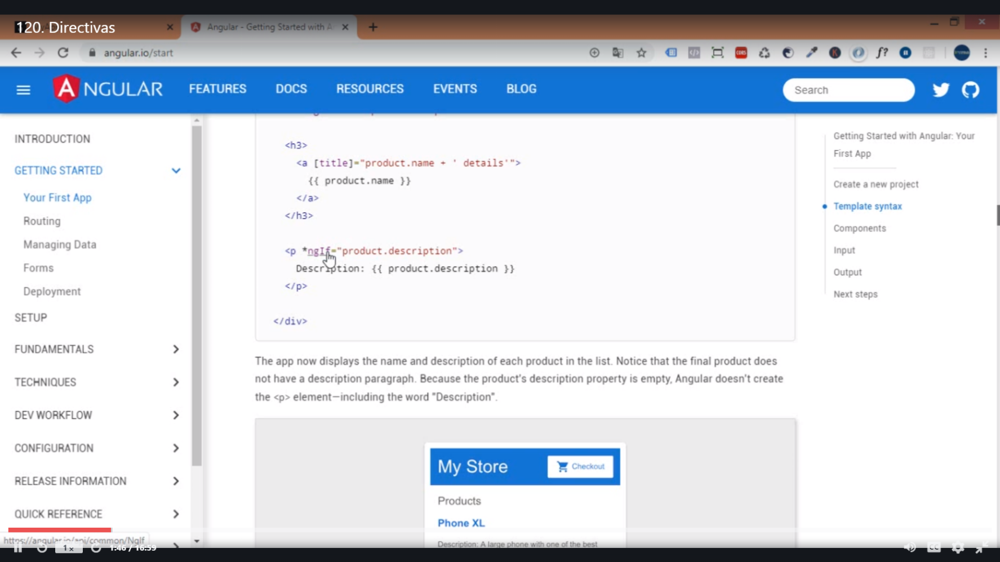 120. Directivas
Angular - Getting Started with A
angular.io/start
ANGULAR
FEATURES
DOCS
RESOURCES
EVENTS
BLOG
Search
INTRODUCTION
GETTING STARTED
Your First App
Routing
Managing Data
Forms
Deployment
SETUP
FUNDAMENTALS
TECHNIQUES
DEV WORKFLOW
CONFIGURATION
RELEASE INFORMATION
QUICK REFERENCE
<h3>
<a [title]="product.name + ' details'">
{{ product.name }}
</a>
</h3>
<p *ngIf="product.description">
Description: {{ product.description }}
</p>
</div>
The app now displays the name and description of each product in the list. Notice that the final product does
not have a description paragraph. Because the product's description property is empty, Angular doesn't create
the <p> element—including the word "Description".
My Store
Checkout
Products
Phone XL
Description: A large phone with one of the best
Getting Started with Angular: Your
First App
Create a new project
Template syntax
Components
Input
Output
Next steps
https://angular.io/api/common/NgIf
1x
1:46 / 16:59
CC